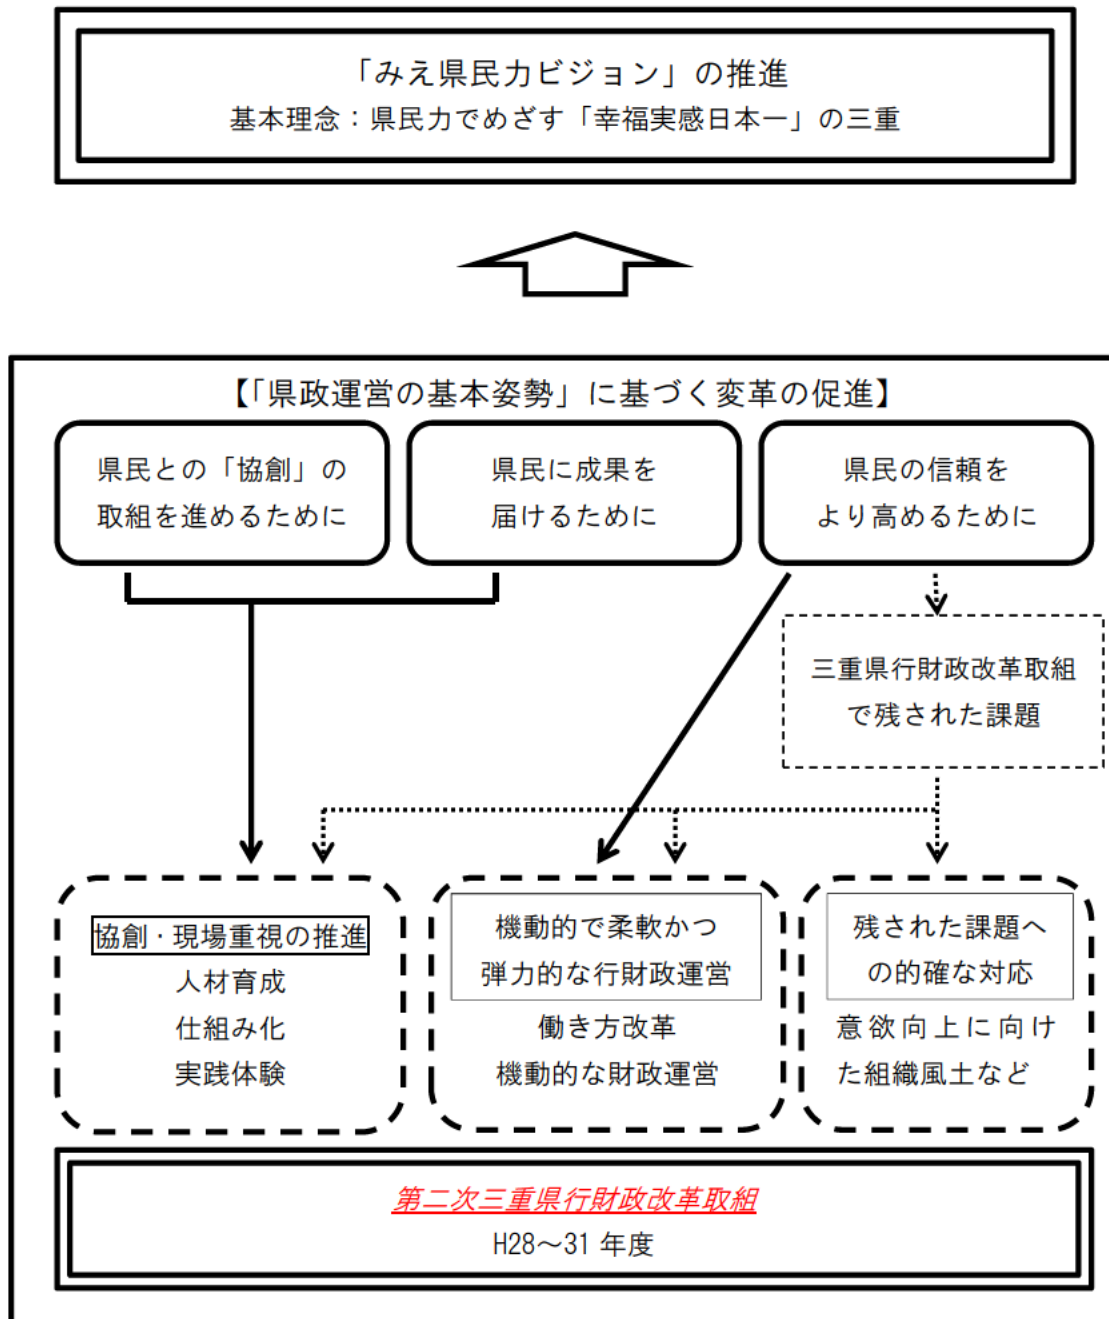 「みえ県民力ビジョン」の推進
基本理念：県民力でめざす「幸福実感日本一」の三重
【「県政運営の基本姿勢」に基づく変革の促進】
県民との「協創」の
取組を進めるために
県民に成果を
届けるために
県民の信頼を
より高めるために
三重県行財政改革取組
で残された課題
協創・現場重視の推進
人材育成
仕組み化
実践体験
機動的で柔軟かつ
弾力的な行財政運営
働き方改革
機動的な財政運営
残された課題へ
の的確な対応
意欲向上に向け
た組織風土など
第二次三重県行財政改革取組
H28～31 年度